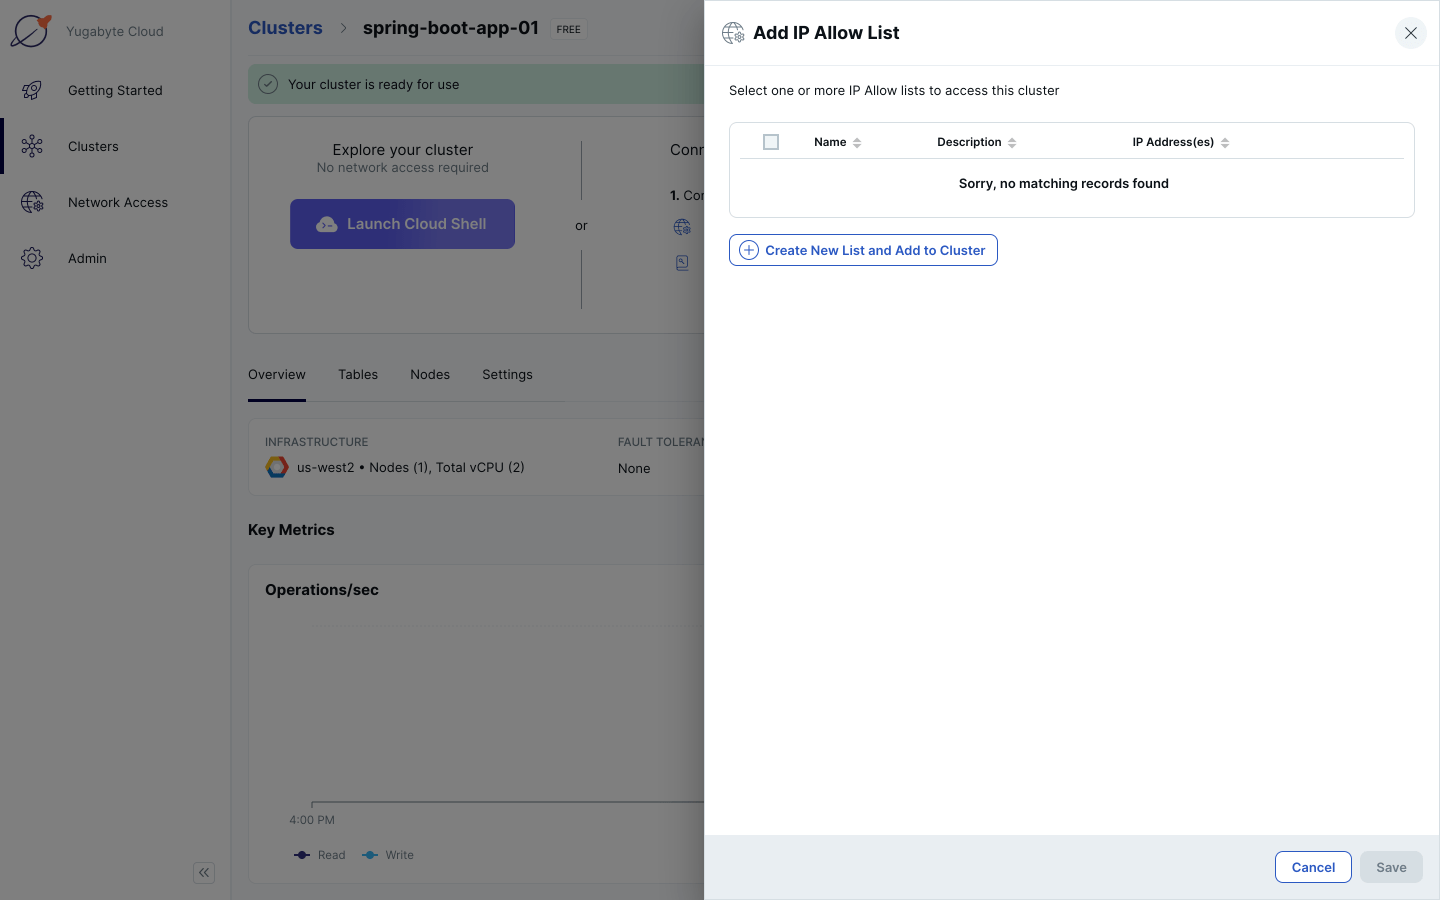 Yugabyte Cloud
Getting Started
Clusters
Network Access
Admin
Clusters > spring-boot-app-01 FREE
Your cluster is ready for use
Explore your cluster
No network access required
Launch Cloud Shell
or
Conn
1. Cor
Overview Tables Nodes Settings
INFRASTRUCTURE
us-west2 • Nodes (1), Total vCPU (2)
FAULT TOLERAN
None
Key Metrics
Operations/sec
4:00 PM
Read Write
Add IP Allow List
Select one or more IP Allow lists to access this cluster
Name Description IP Address(es)
Sorry, no matching records found
Create New List and Add to Cluster
Cancel Save